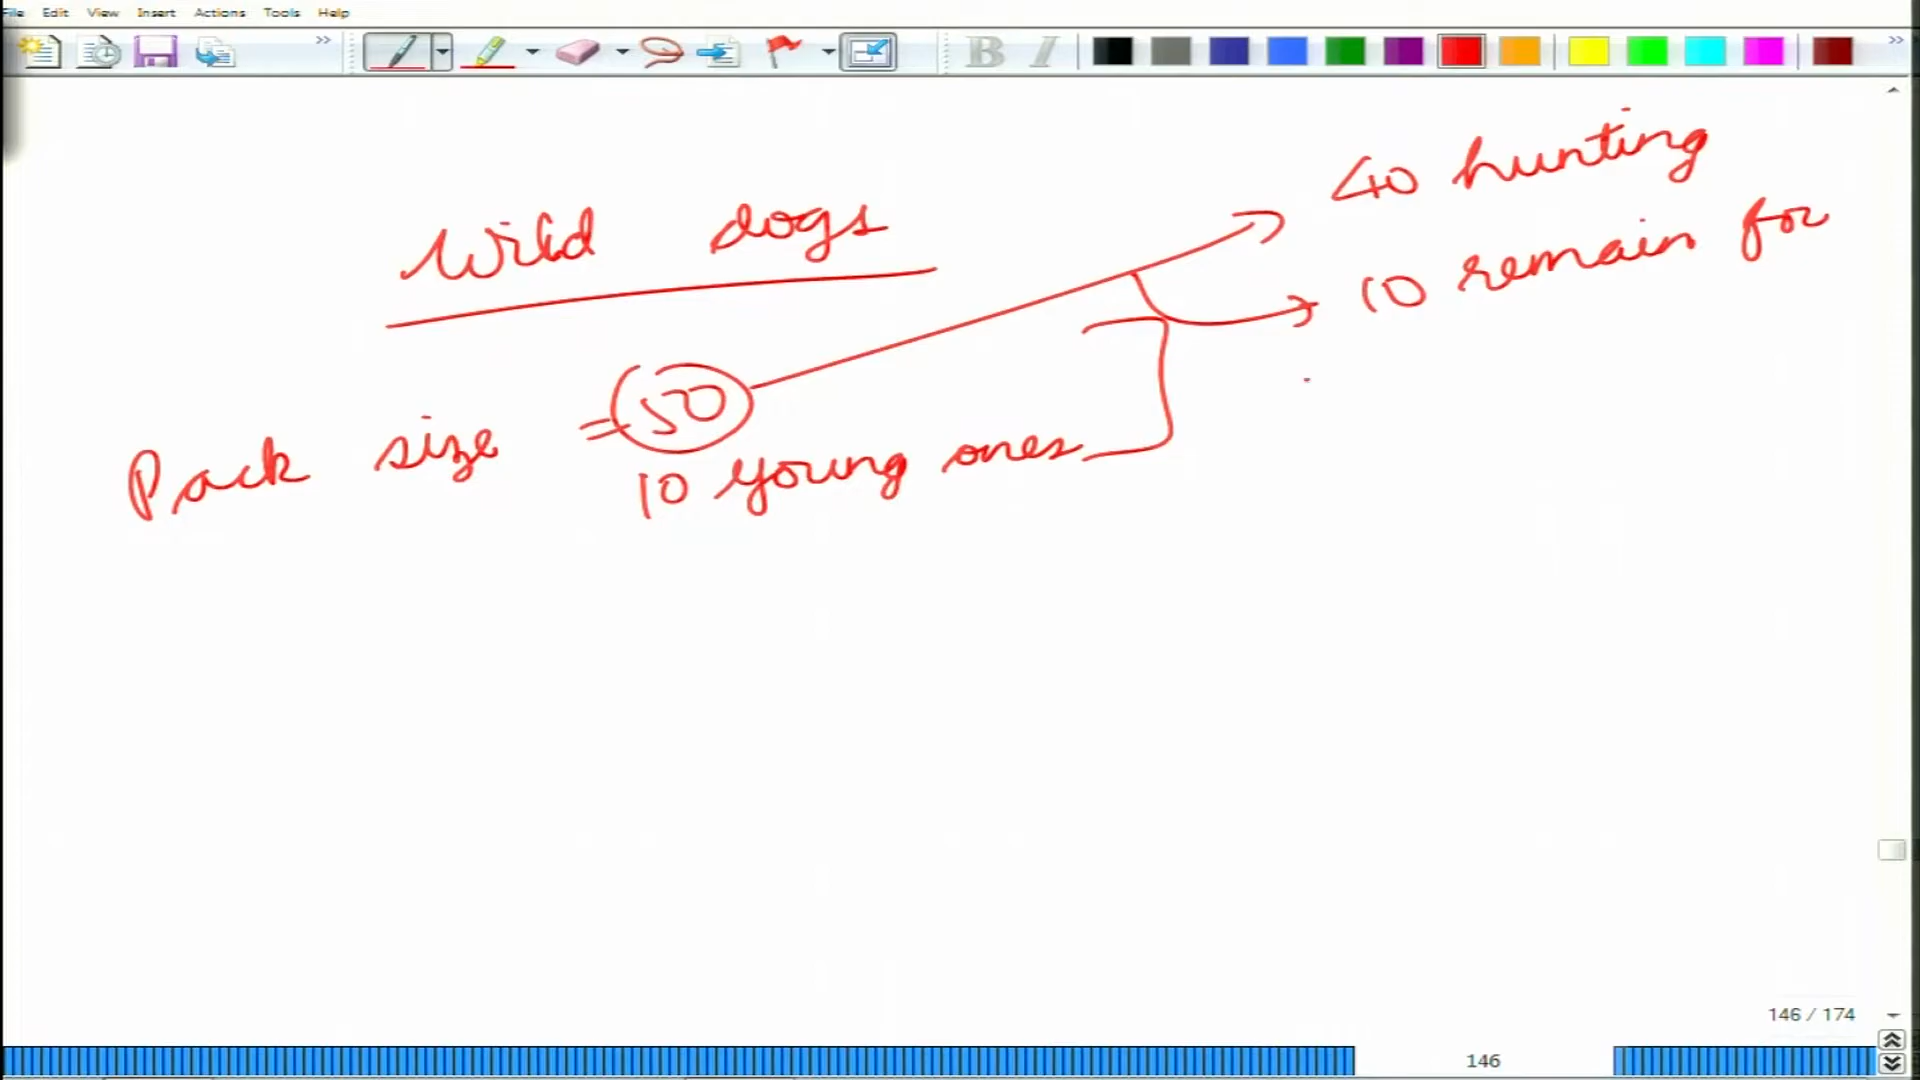 File Edit View Insert Actions Tools Help
B I
Wild dogs
40 hunting
10 remain for
Pack size = 50
10 young ones
146 / 174
146